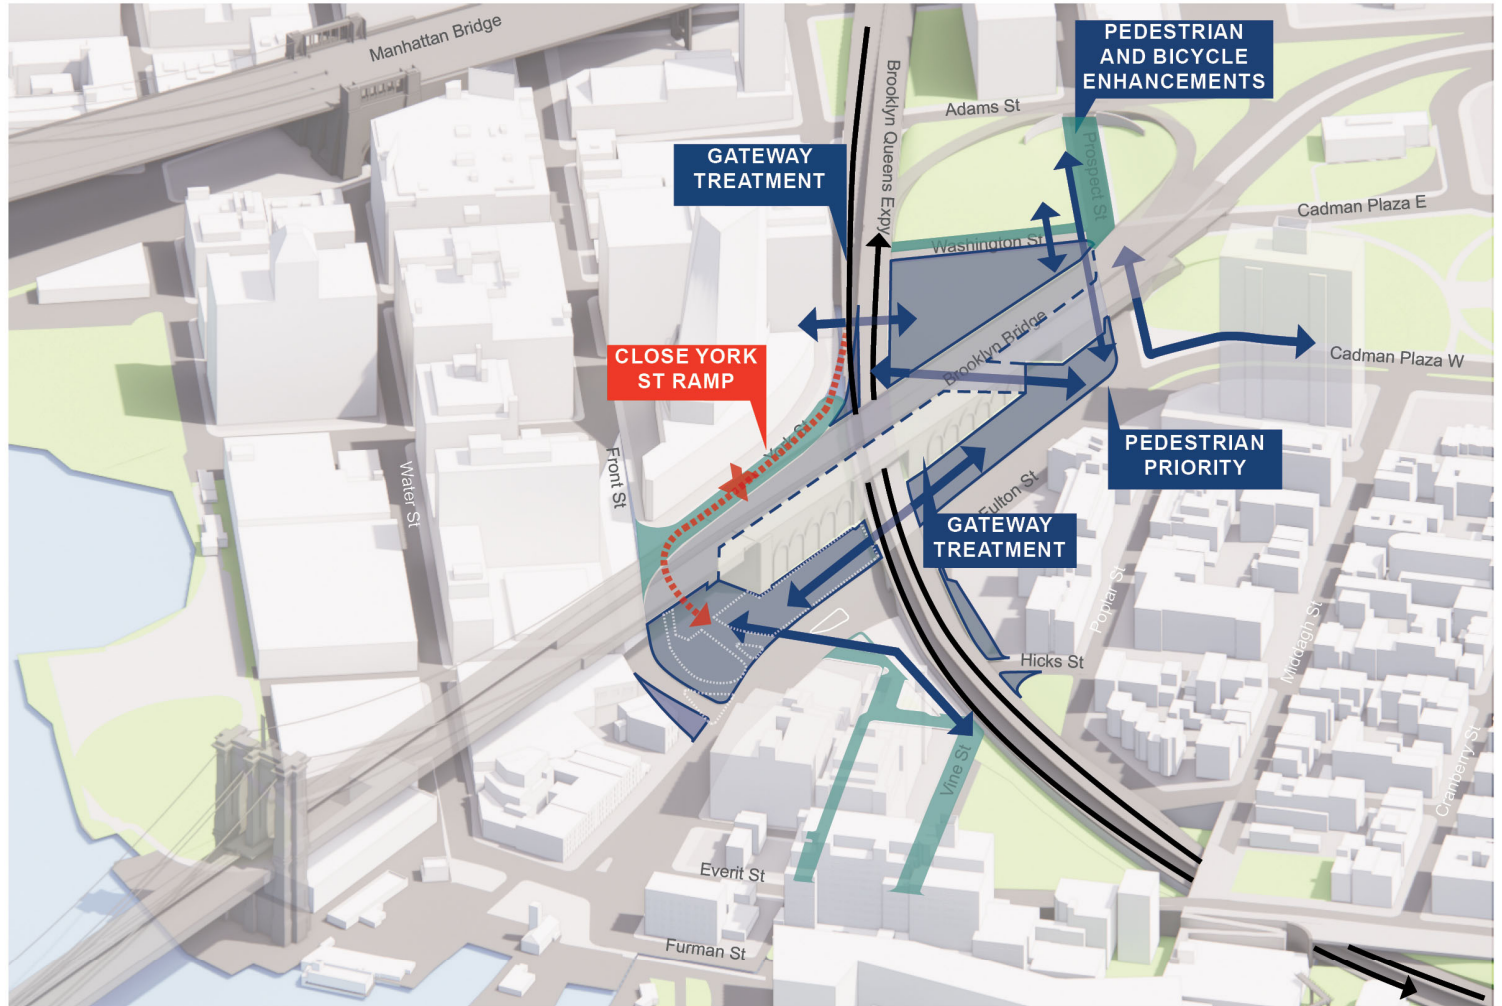 Manhattan Bridge
PEDESTRIAN
AND BICYCLE
ENHANCEMENTS
Brooklyn Queens Expy
Adams St
GATEWAY
TREATMENT
Prospect St
Cadman Plaza E
Washington St
Brooklyn Bridge
CLOSE YORK
ST RAMP
Cadman Plaza W
York St
PEDESTRIAN
PRIORITY
Front St
Water St
Fulton St
GATEWAY
TREATMENT
Poplar St
Middagh St
Hicks St
Vine St
Cranberry St
Everit St
Furman St